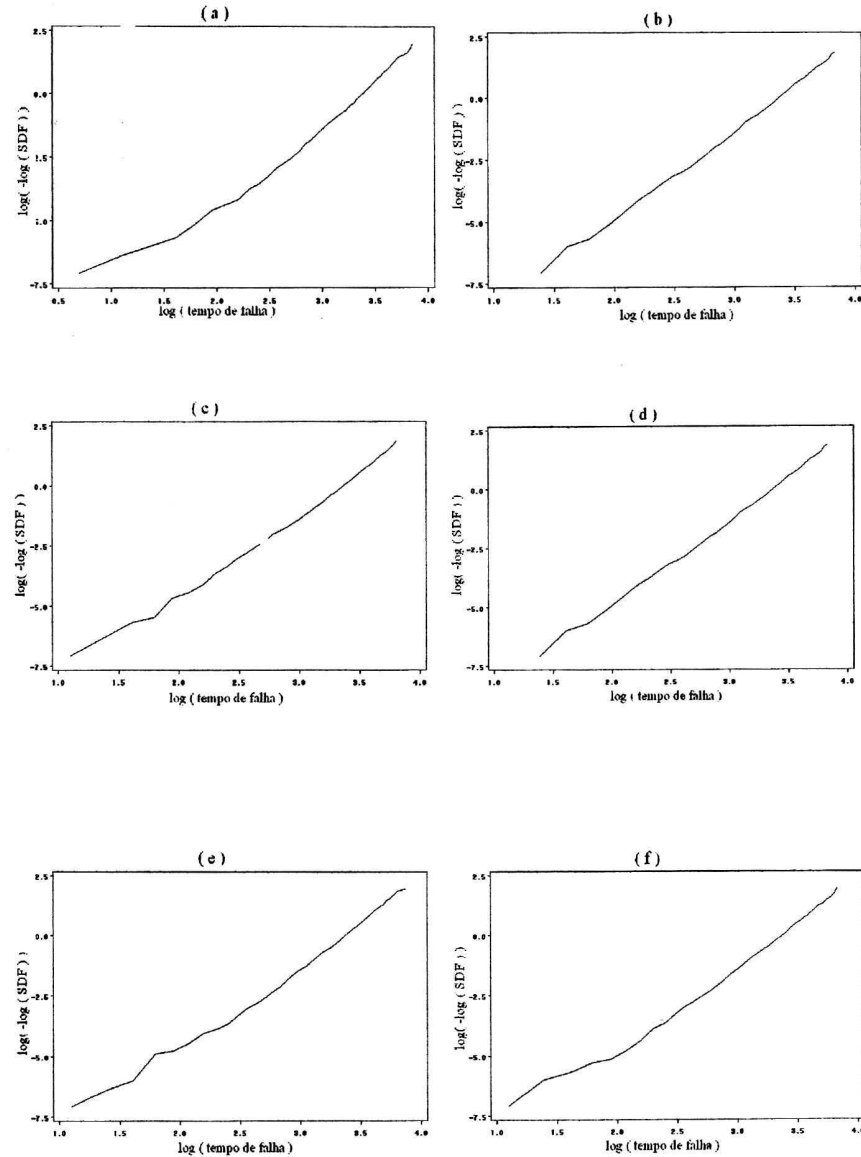 ( a )
2.5
0.0
-7.5
log( -log ( SDF ) )
0.5 1.0 1.5 2.0 2.5 3.0 3.5 4.0
log ( tempo de falha )
( b )
2.5
0.0
-2.5
-5.0
-7.5
log( -log ( SDF ) )
1.0 1.5 2.0 2.5 3.0 3.5 4.0
log ( tempo de falha )
( c )
2.5
0.0
-2.5
-5.0
-7.5
log( -log ( SDF ) )
1.0 1.5 2.0 2.5 3.0 3.5 4.0
log ( tempo de falha )
( d )
2.5
0.0
-2.5
-5.0
-7.5
log( -log ( SDF ) )
1.0 1.5 2.0 2.5 3.0 3.5 4.0
log ( tempo de falha )
( e )
2.5
0.0
-2.5
-5.0
-7.5
log( -log ( SDF ) )
1.0 1.5 2.0 2.5 3.0 3.5 4.0
log ( tempo de falha )
( f )
2.5
0.0
-2.5
-5.0
-7.5
log( -log ( SDF ) )
1.0 1.5 2.0 2.5 3.0 3.5 4.0
log ( tempo de falha )